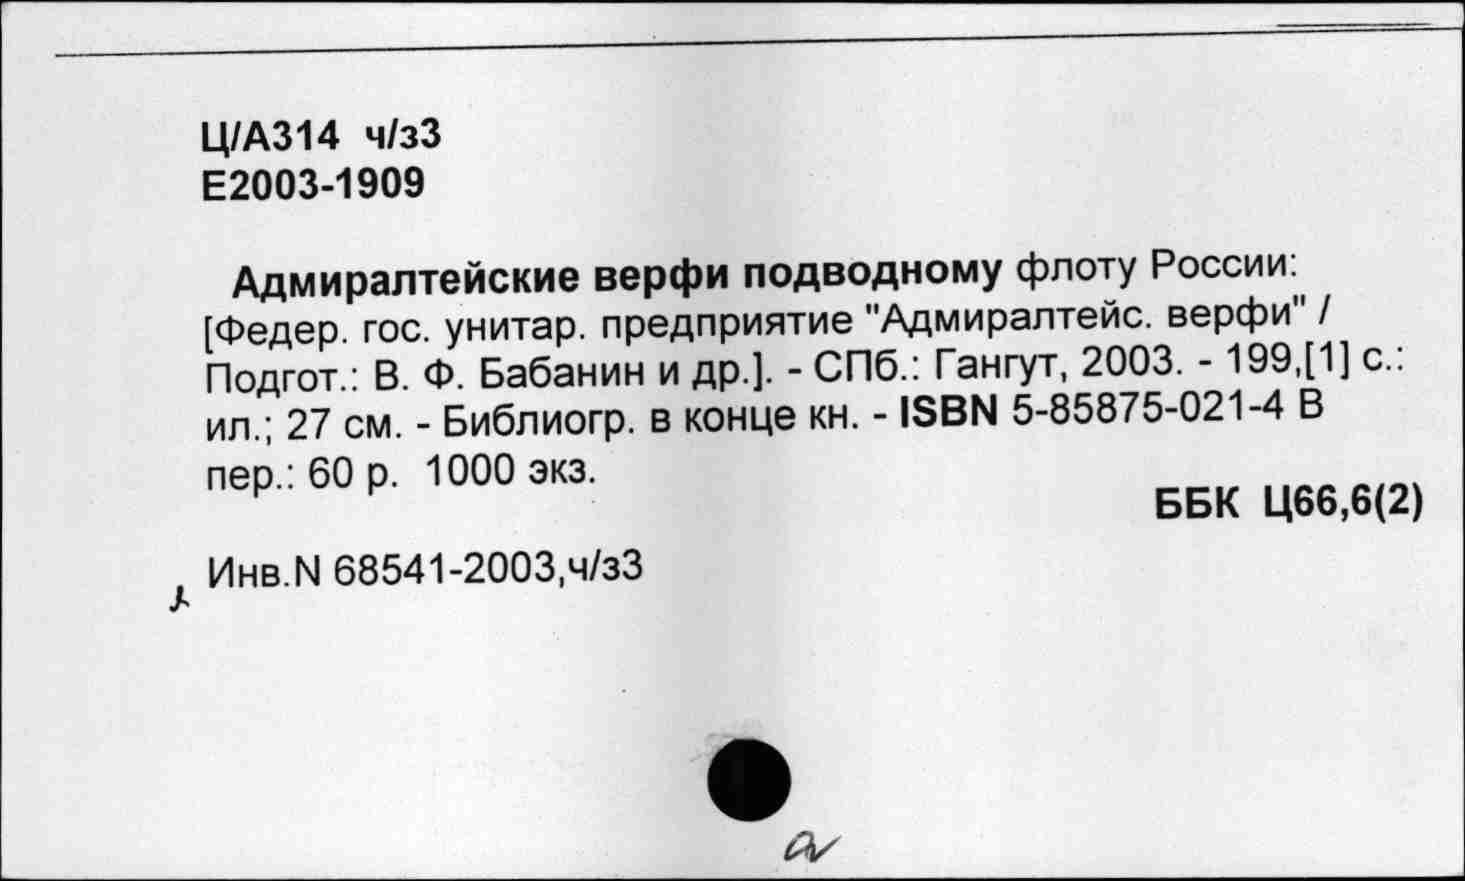 Ц/А314 ч/з3
Е2003-1909
Адмиралтейские верфи подводному флоту России:
[Федер. гос. унитар. предприятие "Адмиралтейс. верфи" /
Подгот.: В. Ф. Бабанин и др.]. - СПб.: Гангут, 2003. - 199,[1] с.:
ил.; 27 см. - Библиогр. в конце кн. - ISBN 5-85875-021-4 В
пер.: 60 р. 1000 экз.
ББК Ц66,6(2)
Инв.N 68541-2003,ч/з3